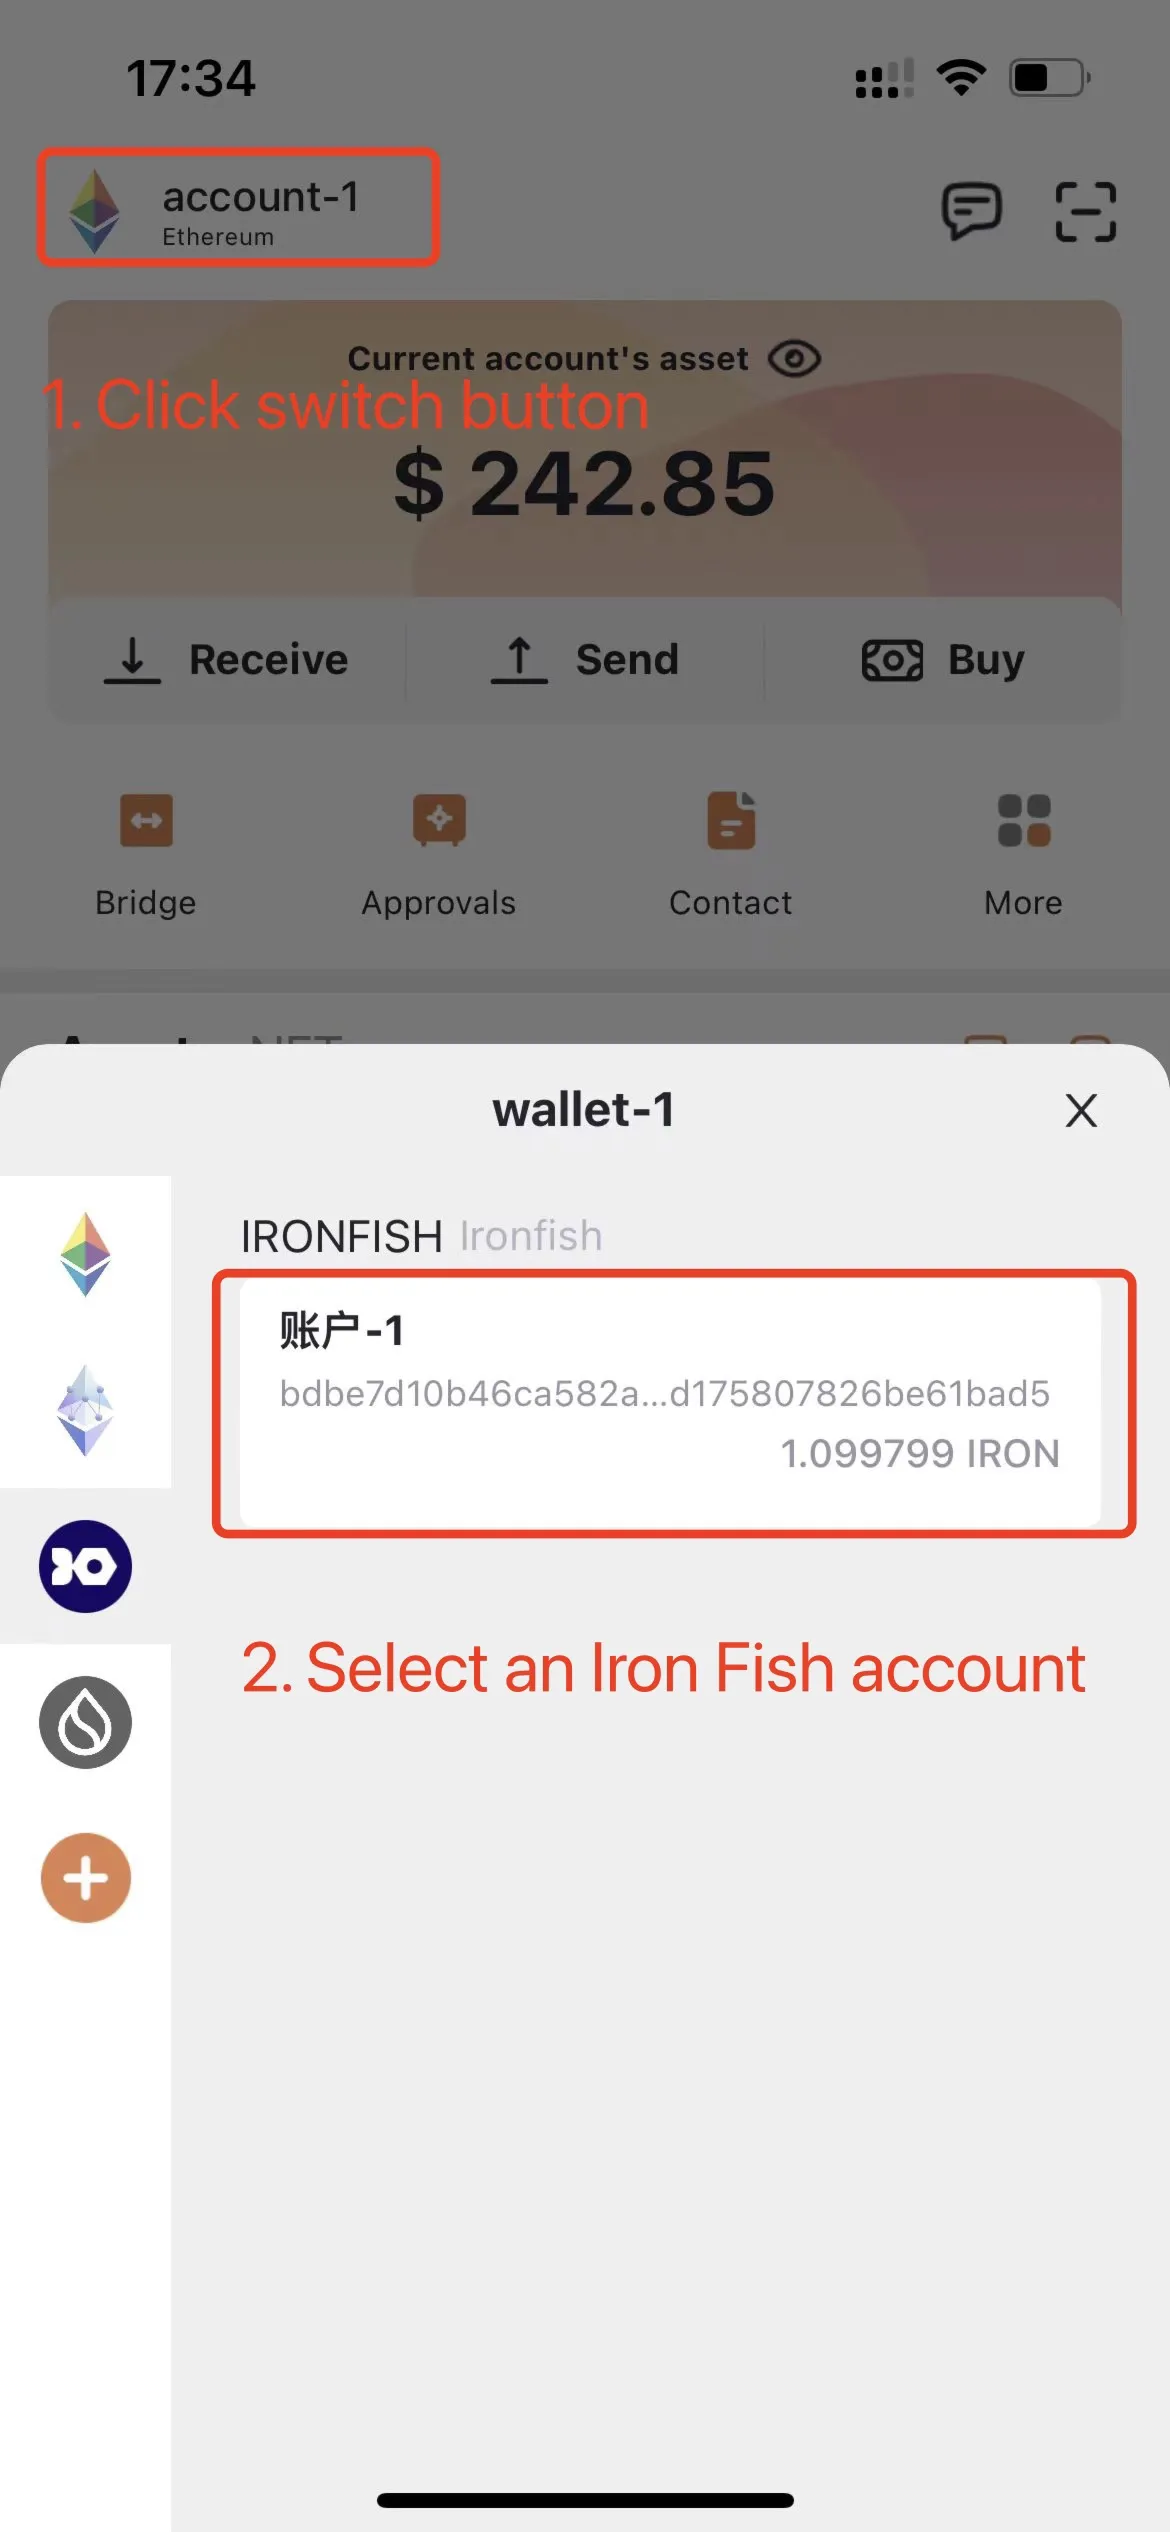 17:34
account-1
Ethereum
Current account's asset
1. Click switch button
$ 242.85
Receive
Send
Buy
Bridge
Approvals
Contact
More
NFT
wallet-1
IRONFISH Ironfish
账户-1
bdbe7d10b46ca582a...d175807826be61bad5
1.099799 IRON
2. Select an Iron Fish account